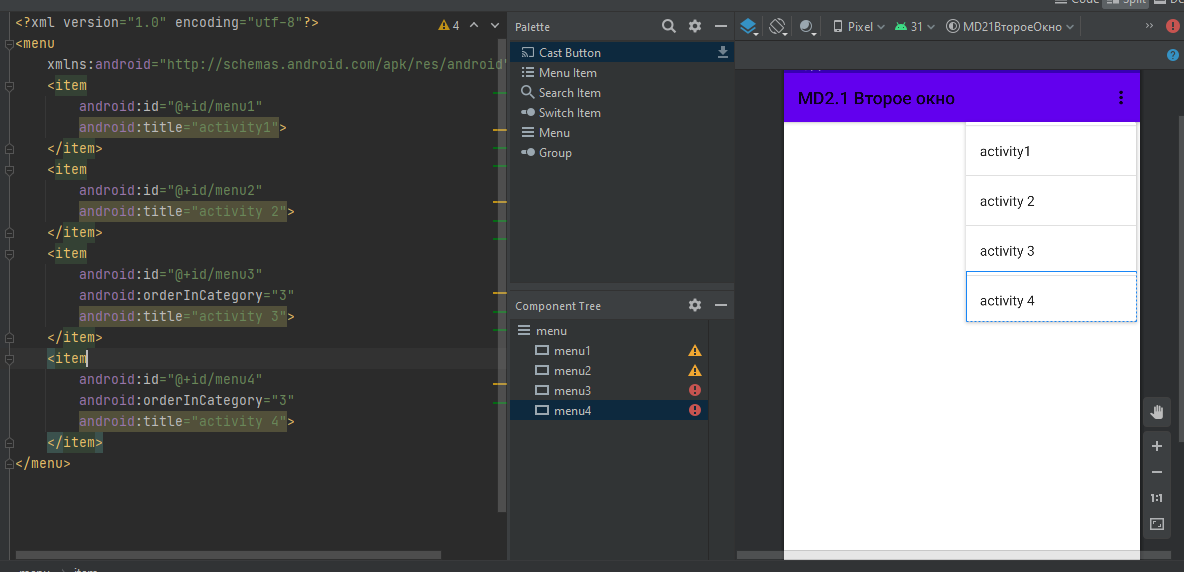 Code
Split
<?xml version="1.0" encoding="utf-8"?>
4
<menu
xmlns:android="http://schemas.android.com/apk/res/android"
<item
android:id="@+id/menu1"
android:title="activity1">
</item>
<item
android:id="@+id/menu2"
android:title="activity 2">
</item>
<item
android:id="@+id/menu3"
android:orderInCategory="3"
android:title="activity 3">
</item>
<item
android:id="@+id/menu4"
android:orderInCategory="3"
android:title="activity 4">
</item>
</menu>
menu
item
Palette
Cast Button
Menu Item
Search Item
Switch Item
Menu
Group
Component Tree
menu
menu1
menu2
menu3
menu4
Pixel
31
MD21ВтороеОкно
MD2.1 Второе окно
activity1
activity 2
activity 3
activity 4
1:1